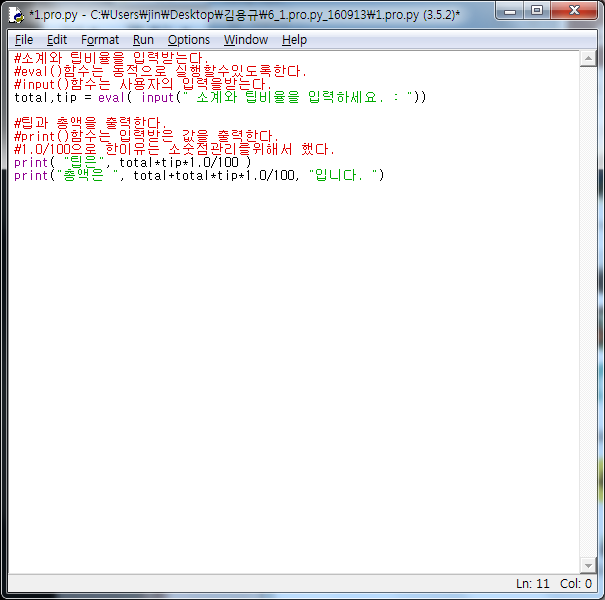 *1.pro.py - C:\Users\jin\Desktop\김용규\6_1.pro.py_160913\1.pro.py (3.5.2)*
File Edit Format Run Options Window Help
#소계와 팁비율을 입력받는다.
#eval()함수는 동적으로 실행할수있도록한다.
#input()함수는 사용자의 입력을받는다.
total,tip = eval( input(" 소계와 팁비율을 입력하세요. : "))
#팁과 총액을 출력한다.
#print()함수는 입력받은 값을 출력한다.
#1.0/100으로 한이유는 소숫점관리를위해서 했다.
print( "팁은", total*tip*1.0/100 )
print("총액은 ", total+total*tip*1.0/100, "입니다. ")
Ln: 11 Col: 0